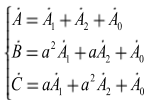 Ȧ = Ȧ₁ + Ȧ₂ + Ȧ₀
Ḃ = a²Ȧ₁ + aȦ₂ + Ȧ₀
Ċ = aȦ₁ + a²Ȧ₂ + Ȧ₀